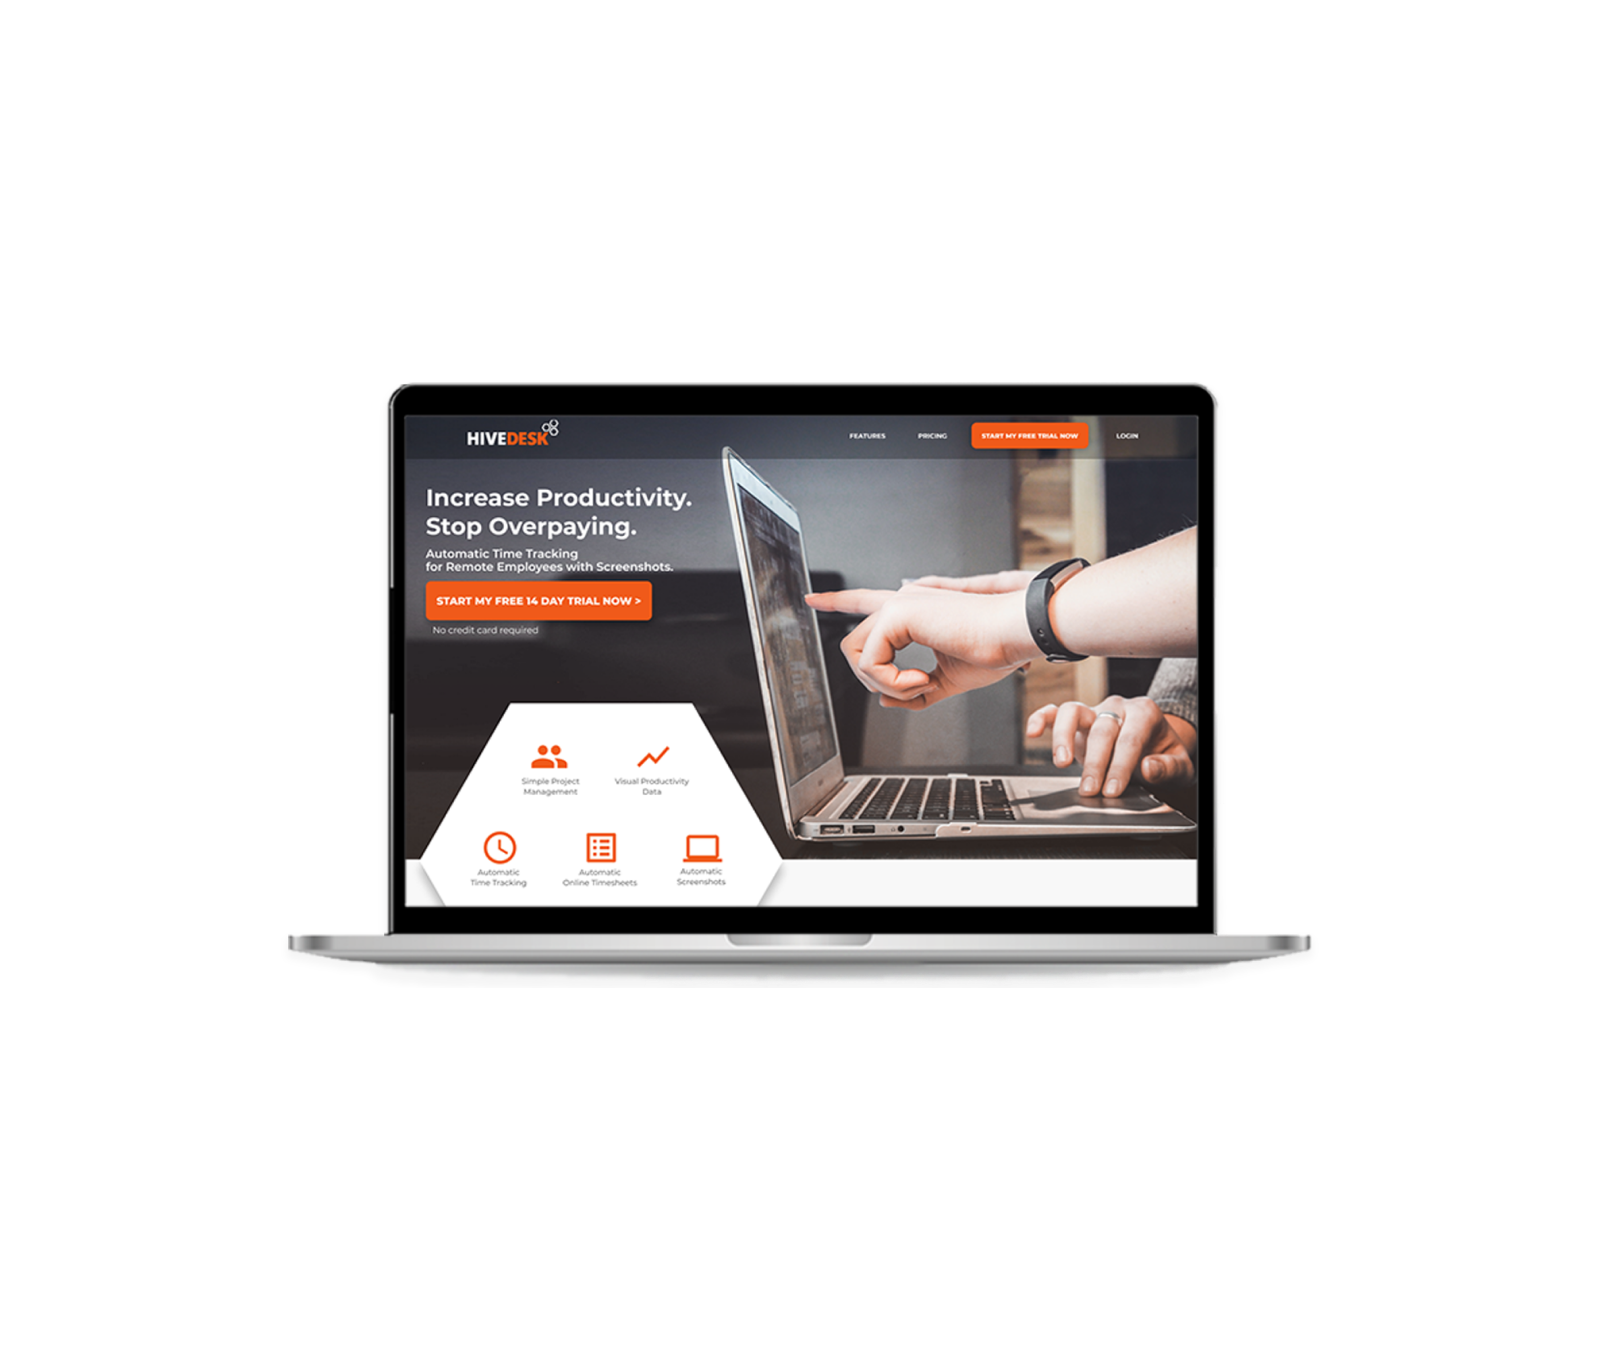 HIVEDESK
FEATURES
PRICING
START MY FREE TRIAL NOW
LOGIN
Increase Productivity.
Stop Overpaying.
Automatic Time Tracking
for Remote Employees with Screenshots.
START MY FREE 14 DAY TRIAL NOW >
No credit card required
Simple Project
Management
Visual Productivity
Data
Automatic
Time Tracking
Automatic
Online Timesheets
Automatic
Screenshots